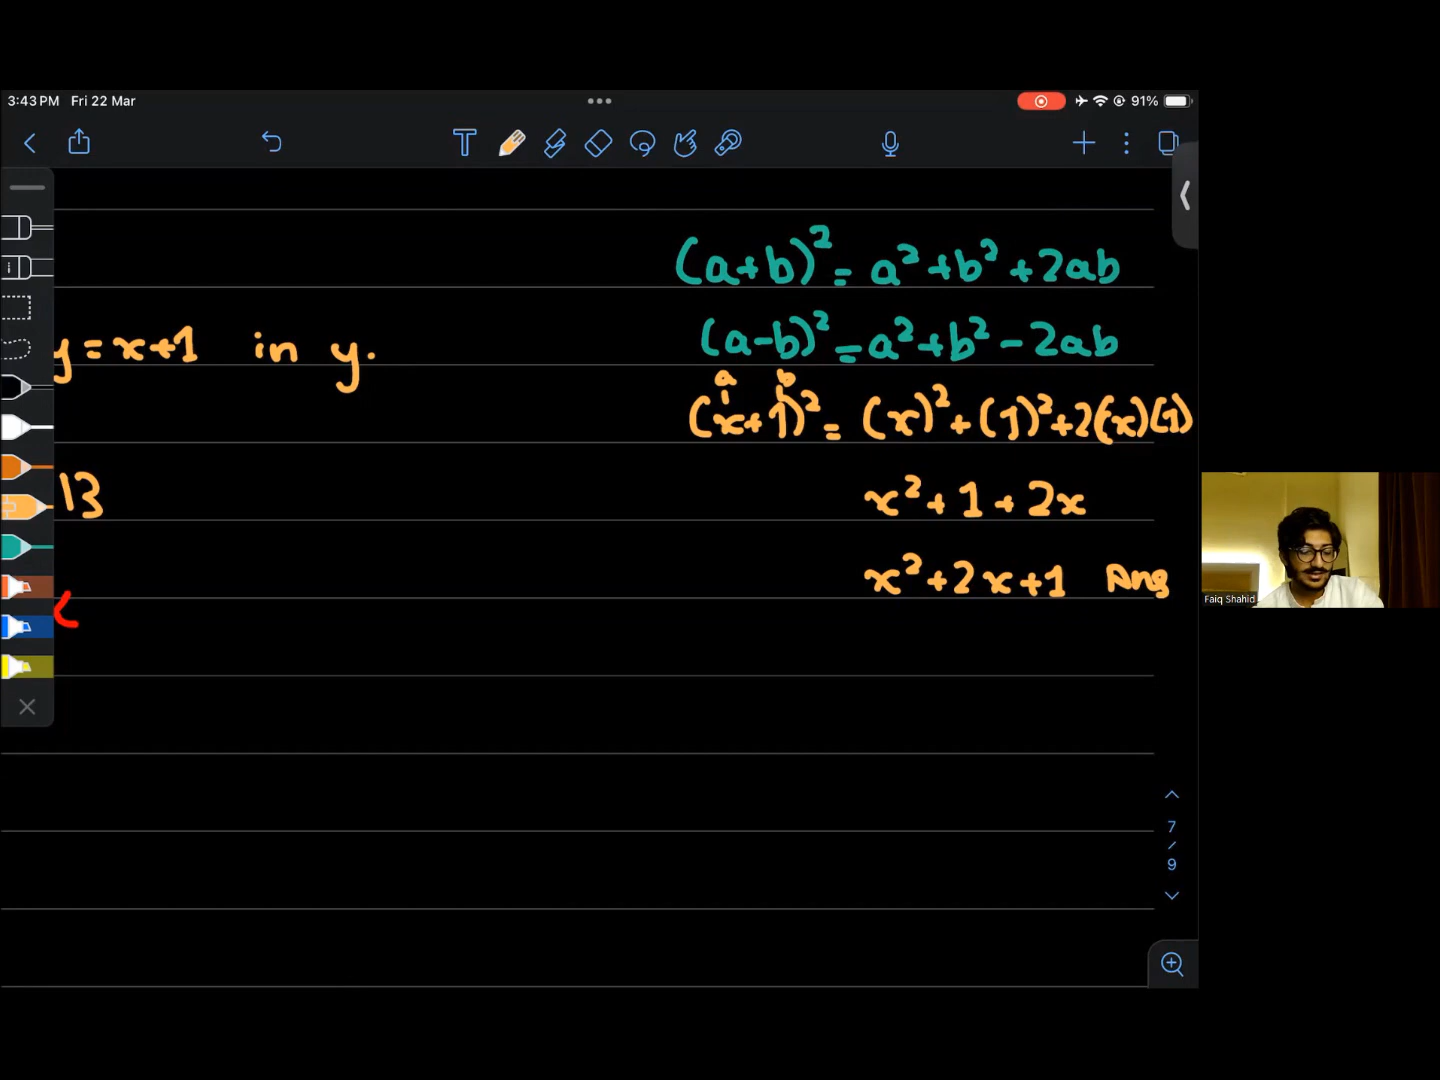 3:43 PM Fri 22 Mar
91%
(a+b)² = a² + b² + 2ab
(a-b)² = a² + b² - 2ab
y = x+1 in y.
a b
(x+1)² = (x)² + (1)² + 2(x)(1)
13
x² + 1 + 2x
x² + 2x + 1 Ans
Faiq Shahid
7
/
9